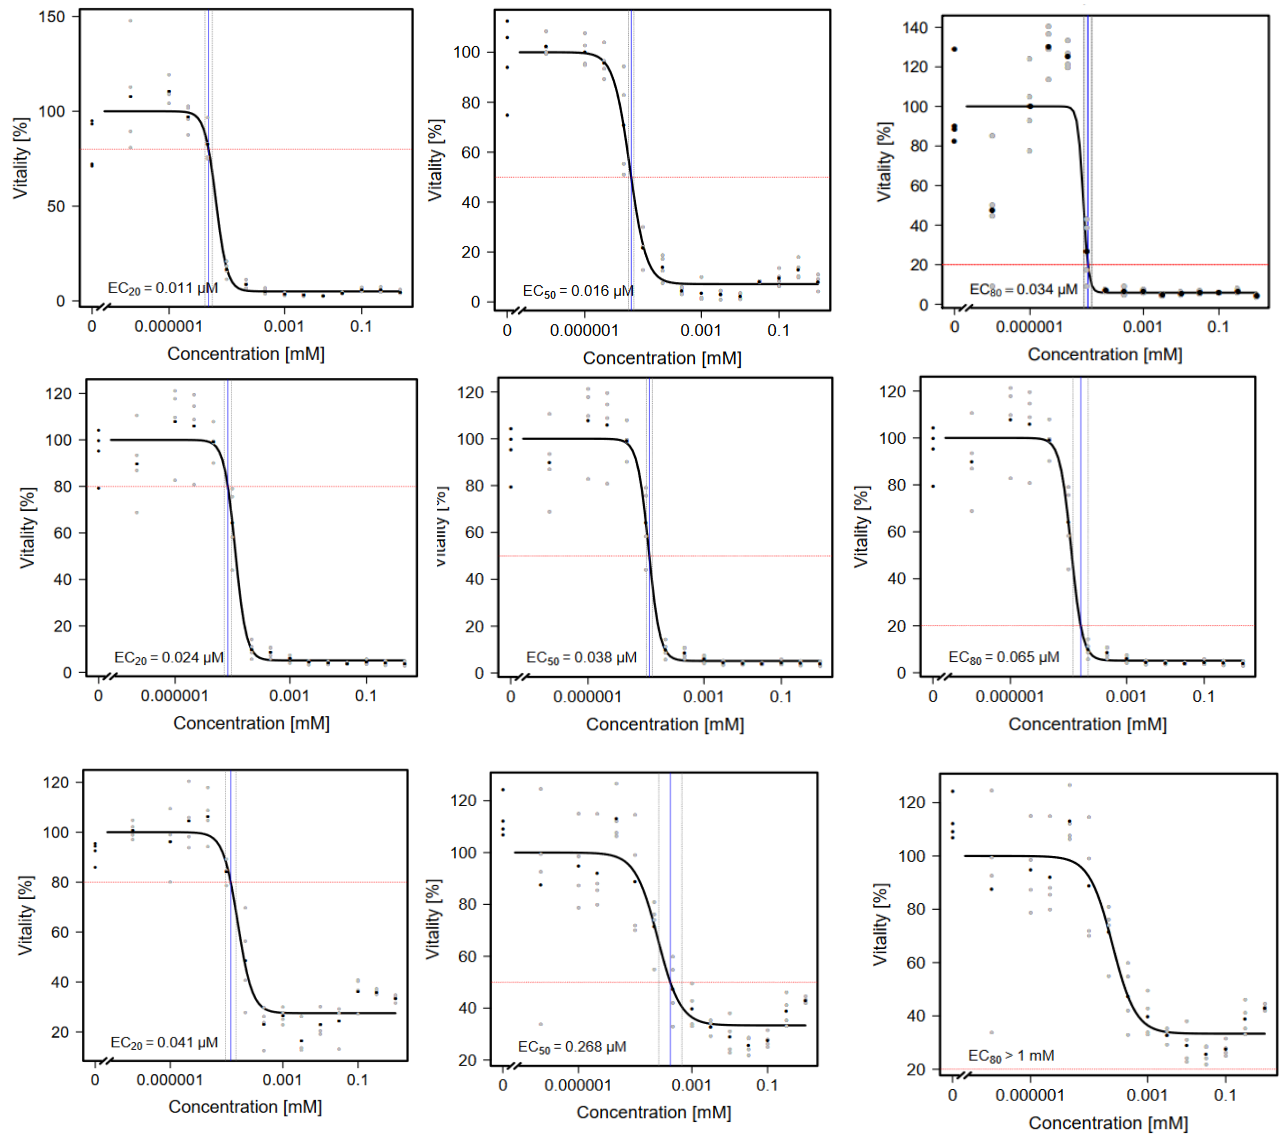 150
100
50
0
Vitality [%]
EC20 = 0.011 µM
0 0.000001 0.001 0.1
Concentration [mM]
100
80
60
40
20
0
Vitality [%]
EC50 = 0.016 µM
0 0.000001 0.001 0.1
Concentration [mM]
140
120
100
80
60
40
20
0
Vitality [%]
EC80 = 0.034 µM
0 0.000001 0.001 0.1
Concentration [mM]
120
100
80
60
40
20
0
Vitality [%]
EC20 = 0.024 µM
0 0.000001 0.001 0.1
Concentration [mM]
120
100
80
60
40
20
0
Vitality [%]
EC50 = 0.038 µM
0 0.000001 0.001 0.1
Concentration [mM]
120
100
80
60
40
20
0
Vitality [%]
EC80 = 0.065 µM
0 0.000001 0.001 0.1
Concentration [mM]
120
100
80
60
40
20
Vitality [%]
EC20 = 0.041 µM
0 0.000001 0.001 0.1
Concentration [mM]
120
100
80
60
40
20
Vitality [%]
EC50 = 0.268 µM
0 0.000001 0.001 0.1
Concentration [mM]
120
100
80
60
40
20
Vitality [%]
EC80 > 1 mM
0 0.000001 0.001 0.1
Concentration [mM]